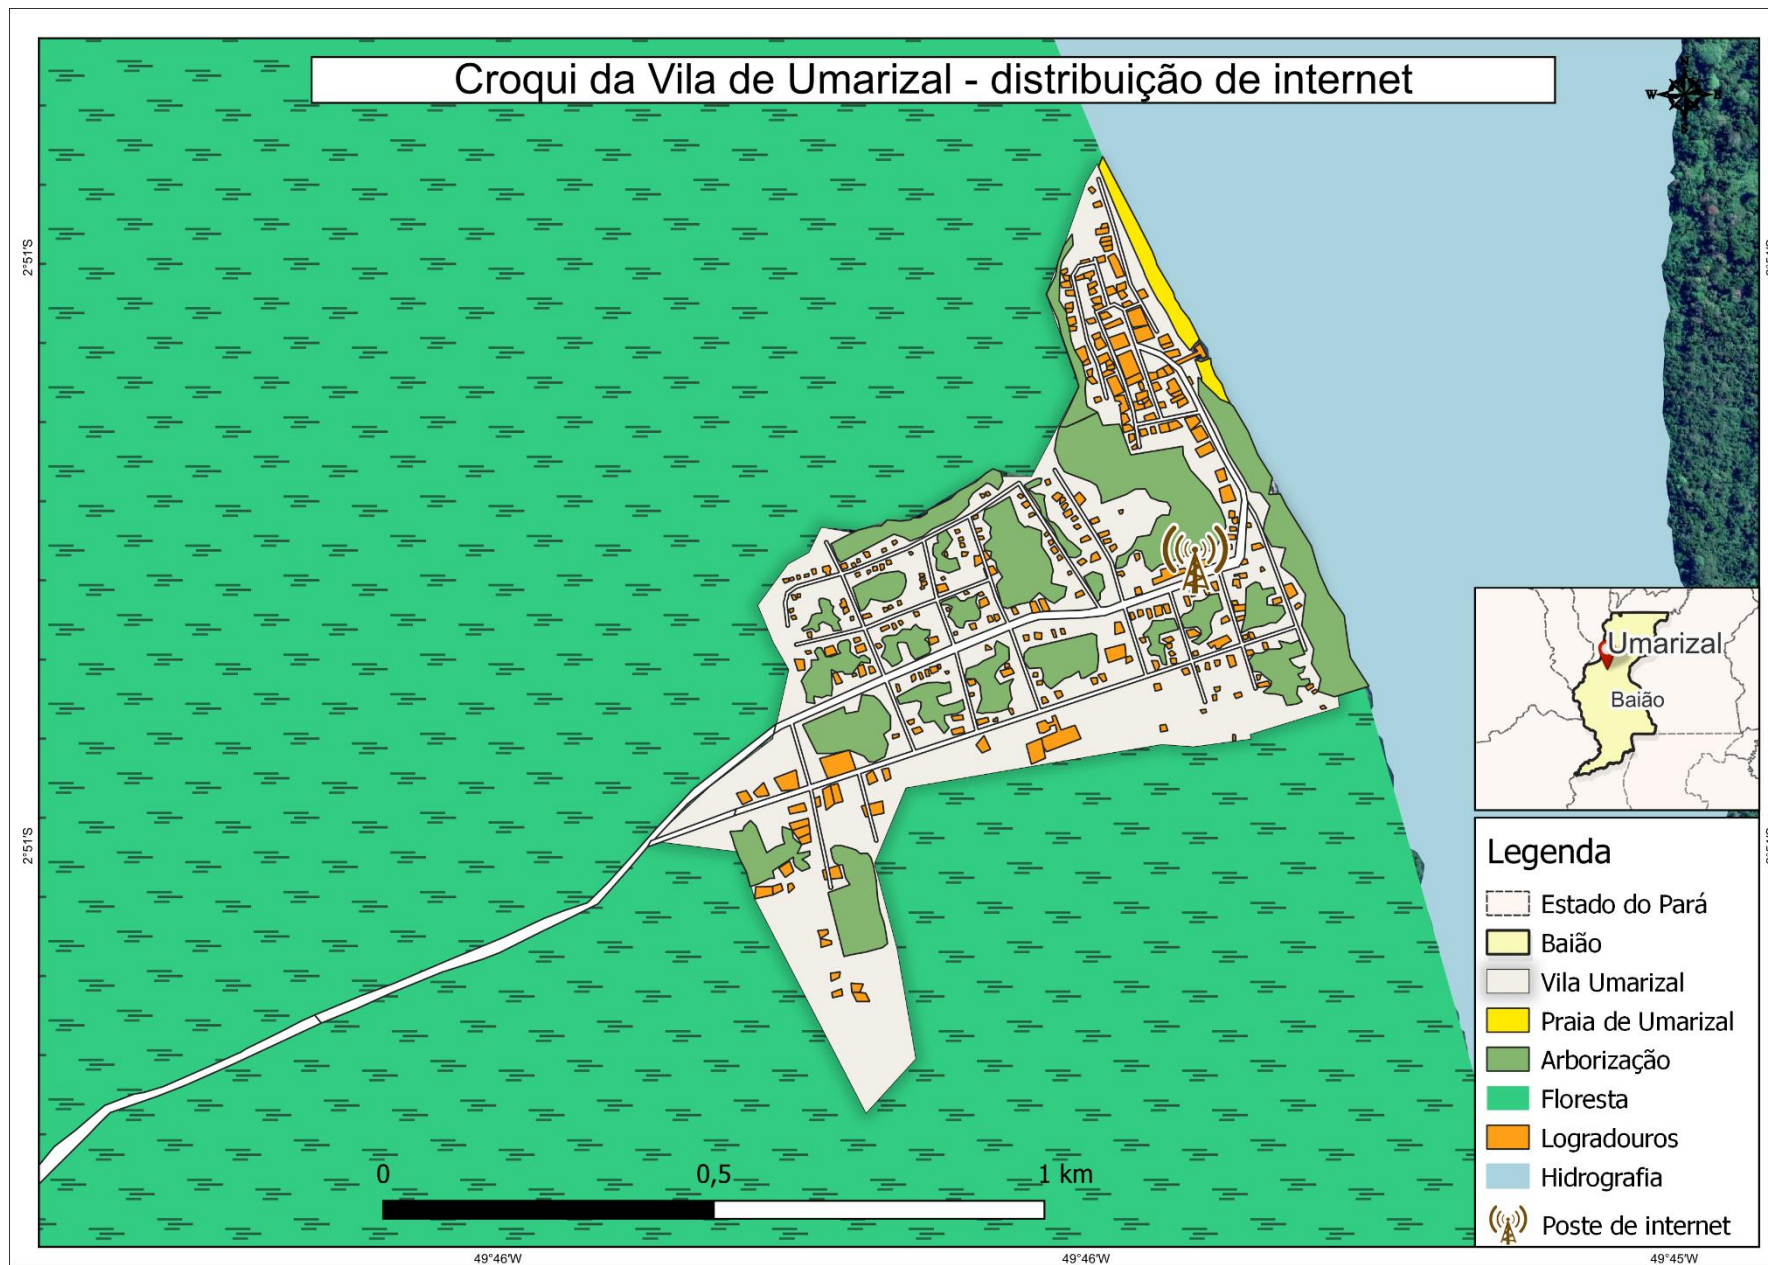 Croqui da Vila de Umarizal - distribuição de internet
W
E
S
2°51'S
2°51'S
Umarizal
Baião
Legenda
Estado do Pará
Baião
Vila Umarizal
Praia de Umarizal
Arborização
Floresta
Logradouros
Hidrografia
Poste de internet
0 0,5 1 km
49°46'W 49°46'W 49°45'W